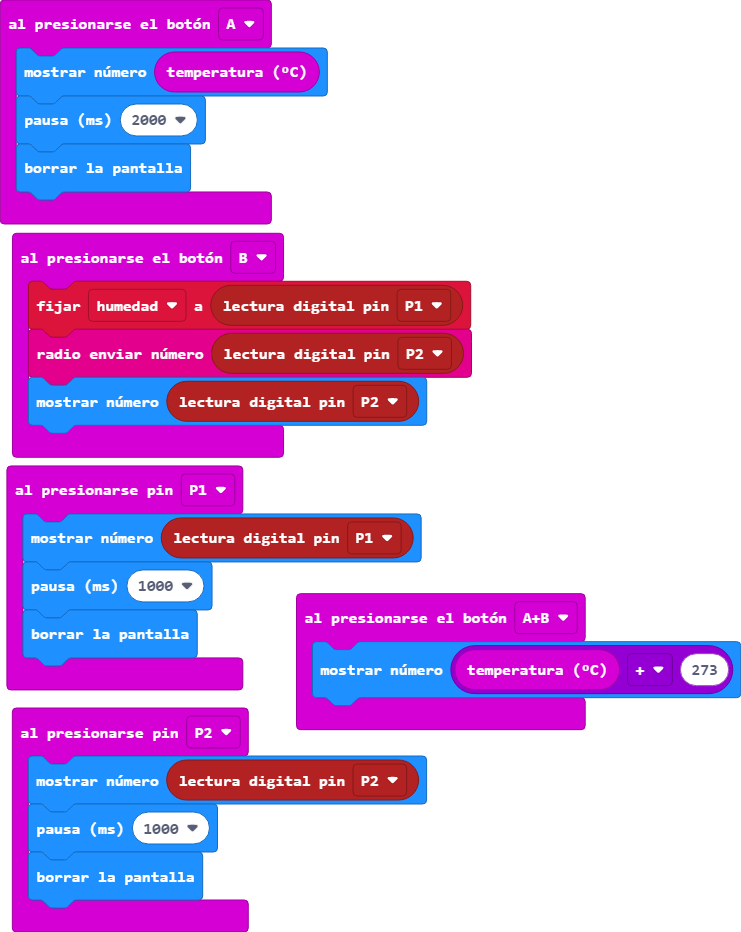 al presionarse el botón A
mostrar número temperatura (ºC)
pausa (ms) 2000
borrar la pantalla
al presionarse el botón B
fijar humedad a lectura digital pin P1
radio enviar número lectura digital pin P2
mostrar número lectura digital pin P2
al presionarse pin P1
mostrar número lectura digital pin P1
pausa (ms) 1000
borrar la pantalla
al presionarse el botón A+B
mostrar número temperatura (ºC) + 273
al presionarse pin P2
mostrar número lectura digital pin P2
pausa (ms) 1000
borrar la pantalla